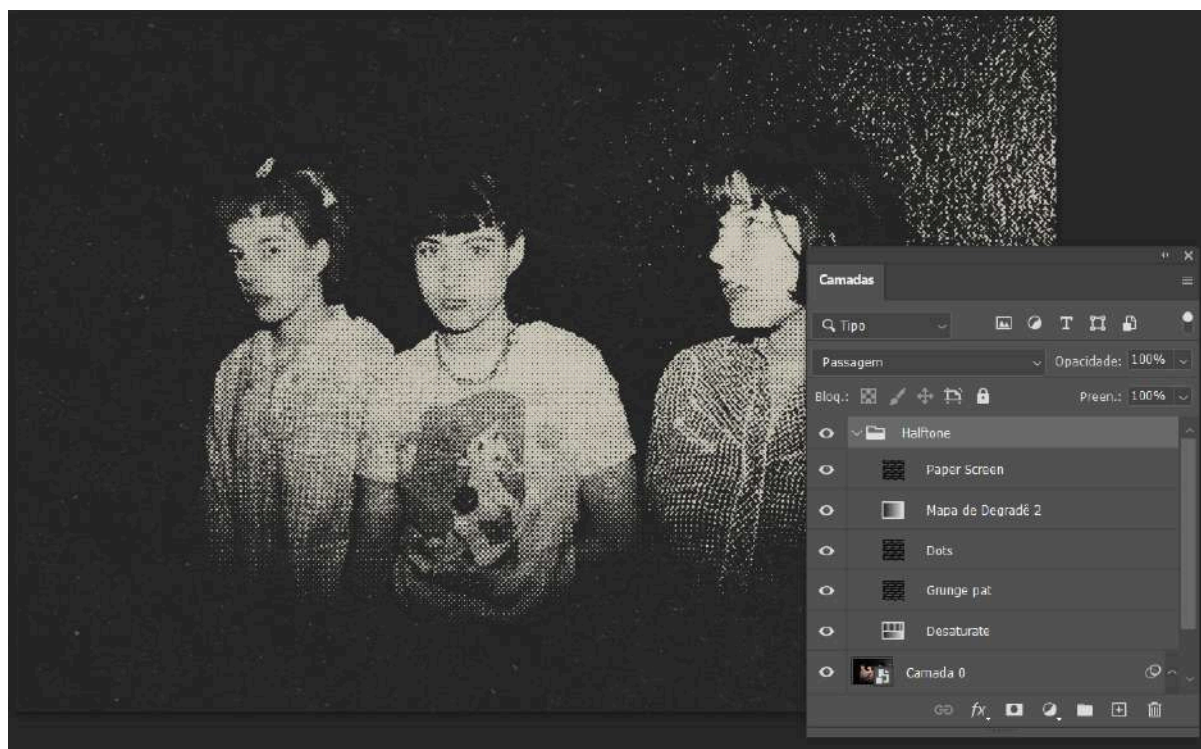 Camadas
Tipo
Passagem Opacidade: 100%
Bloq.: Preen.: 100%
Halftone
Paper Screen
Mapa de Degradê 2
Dots
Grunge pat
Desaturate
Camada 0
fx